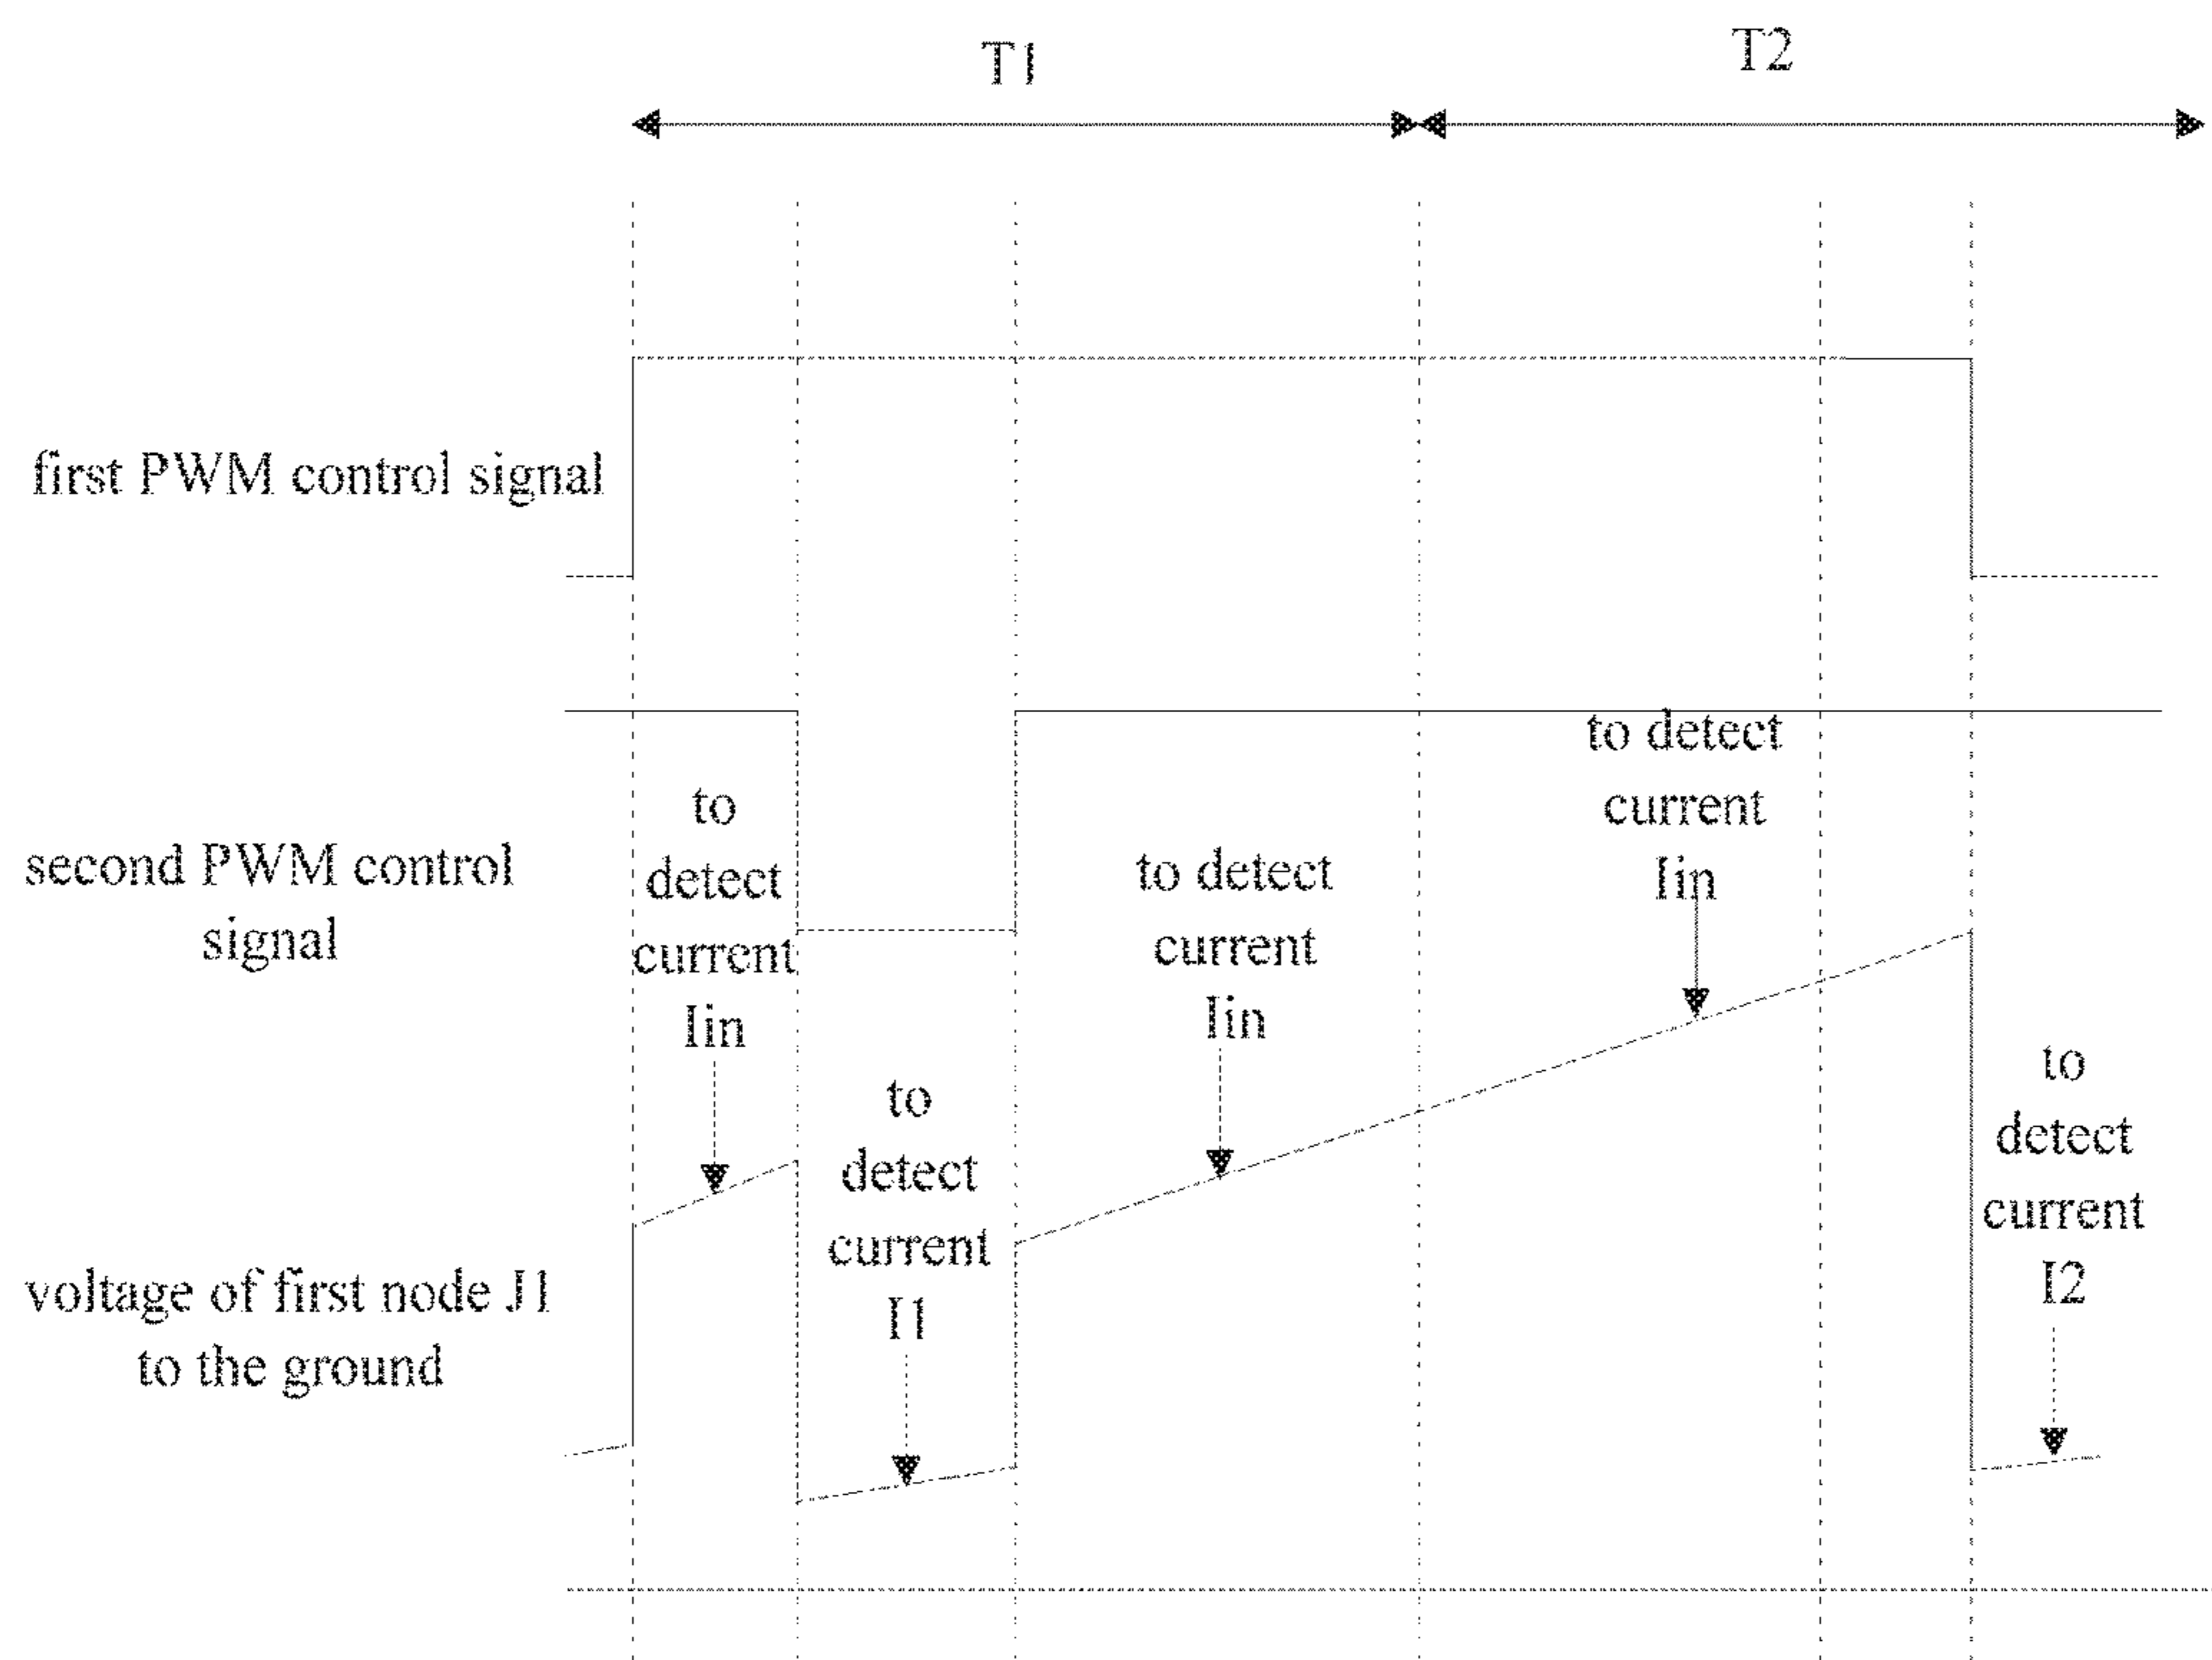 T1
T2
first PWM control signal
second PWM control
signal
to
detect
current
Iin
to detect
current
Iin
to detect
current
Iin
to
detect
current
I1
to
detect
current
I2
voltage of first node J1
to the ground